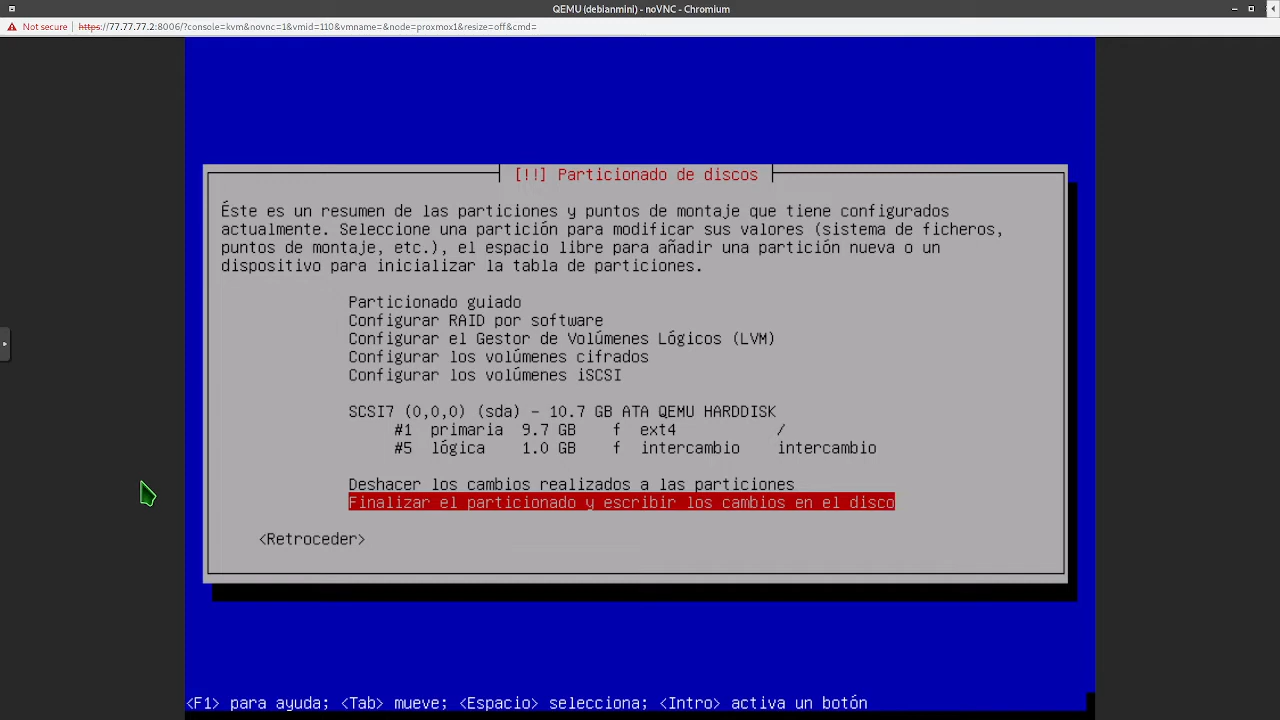 QEMU (debianmini) - noVNC - Chromium
Not secure https://77.77.77.2:8006/?console=kvm&novnc=1&vmid=110&vmname=&node=proxmox1&resize=off&cmd=
[!!] Particionado de discos
Éste es un resumen de las particiones y puntos de montaje que tiene configurados
actualmente. Seleccione una partición para modificar sus valores (sistema de ficheros,
puntos de montaje, etc.), el espacio libre para añadir una partición nueva o un
dispositivo para inicializar la tabla de particiones.
Particionado guiado
Configurar RAID por software
Configurar el Gestor de Volúmenes Lógicos (LVM)
Configurar los volúmenes cifrados
Configurar los volúmenes iSCSI
SCSI7 (0,0,0) (sda) - 10.7 GB ATA QEMU HARDDISK
#1 primaria 9.7 GB f ext4 /
#5 lógica 1.0 GB f intercambio intercambio
Deshacer los cambios realizados a las particiones
Finalizar el particionado y escribir los cambios en el disco
<Retroceder>
<F1> para ayuda; <Tab> mueve; <Espacio> selecciona; <Intro> activa un botón